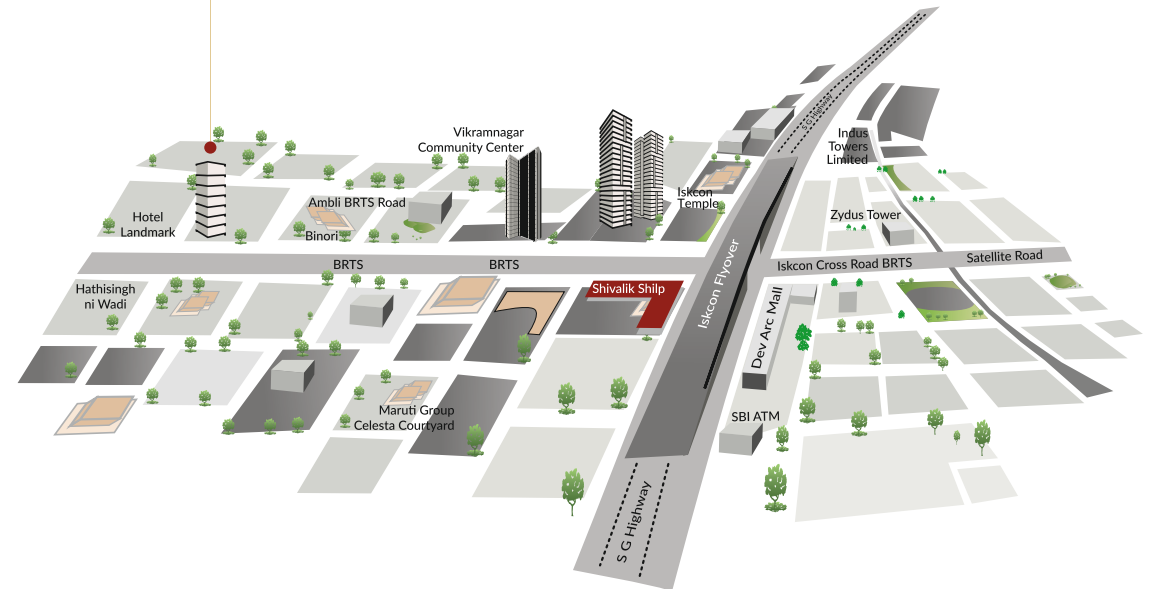 S G Highway
Vikramnagar
Community Center
Indus
Towers
Limited
Iskcon
Temple
Ambli BRTS Road
Hotel
Landmark
Binori
Zydus Tower
BRTS
BRTS
Iskcon Cross Road BRTS
Satellite Road
Hathisingh
ni Wadi
Shivalik Shilp
Iskcon Flyover
Dev Arc Mall
Maruti Group
Celesta Courtyard
SBI ATM
S G Highway